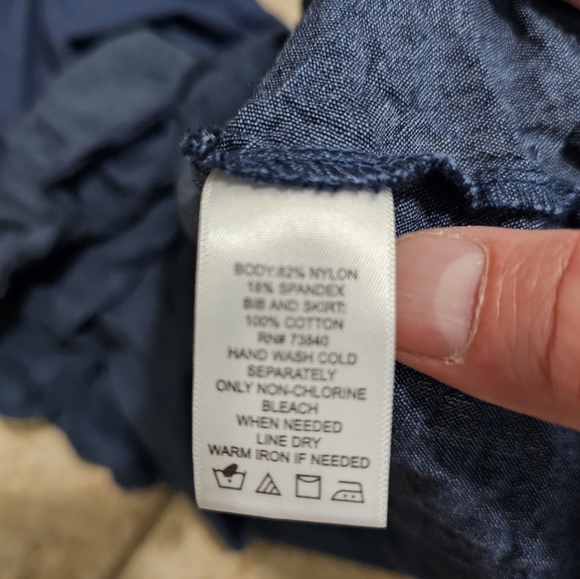 BODY:82% NYLON
18% SPANDEX
BIB AND SKIRT:
100% COTTON
RN# 73840
HAND WASH COLD
SEPARATELY
ONLY NON-CHLORINE
BLEACH
WHEN NEEDED
LINE DRY
WARM IRON IF NEEDED